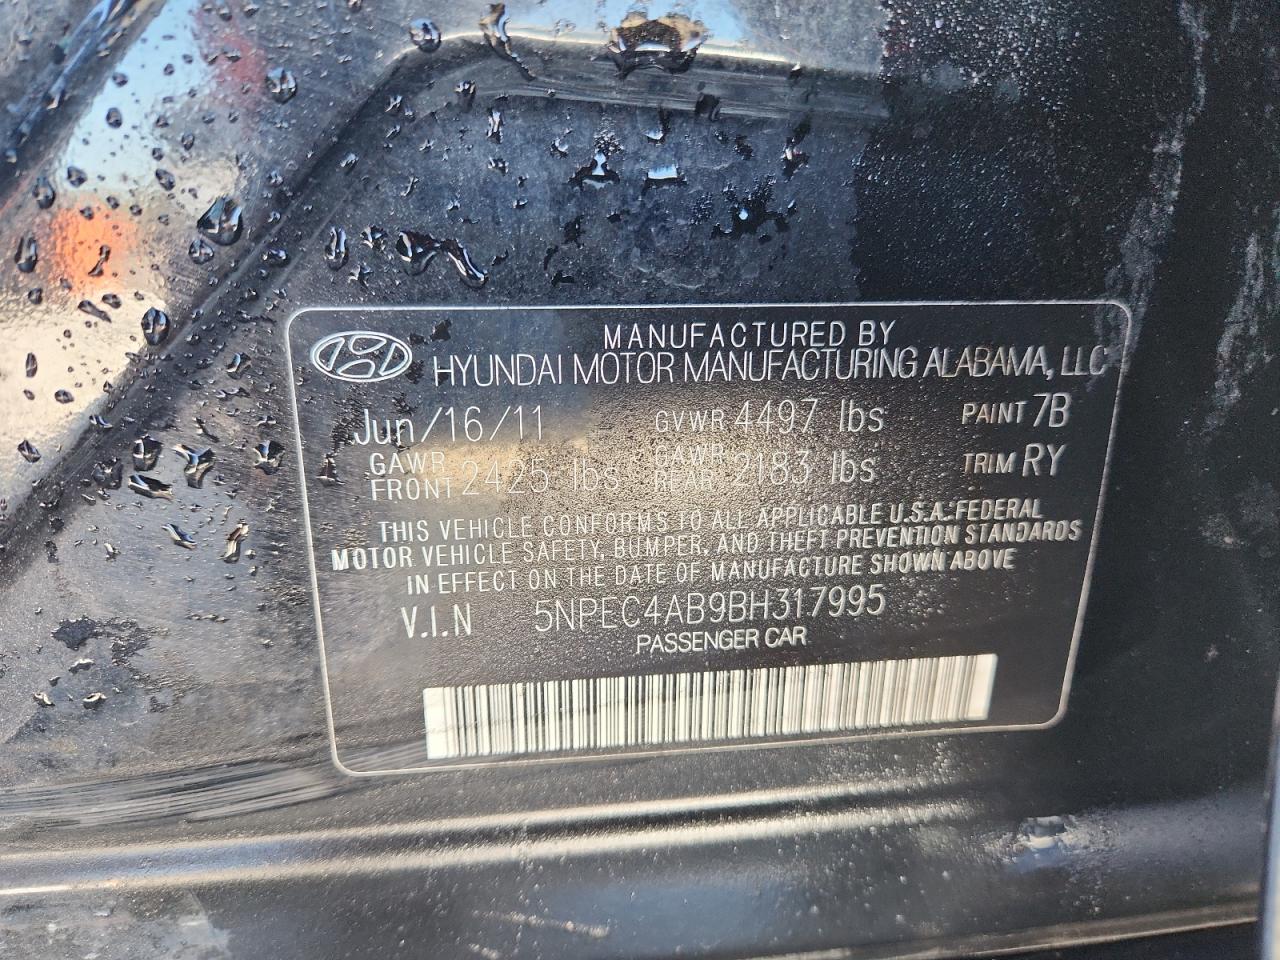 MANUFACTURED BY
HYUNDAI MOTOR MANUFACTURING ALABAMA, LLC
Jun/16/11 GVWR 4497 lbs PAINT 7B
GAWR FRONT 2425 lbs GAWR REAR 2183 lbs TRIM RY
THIS VEHICLE CONFORMS TO ALL APPLICABLE U.S.A. FEDERAL
MOTOR VEHICLE SAFETY, BUMPER, AND THEFT PREVENTION STANDARDS
IN EFFECT ON THE DATE OF MANUFACTURE SHOWN ABOVE
V.I.N 5NPEC4AB9BH317995
PASSENGER CAR